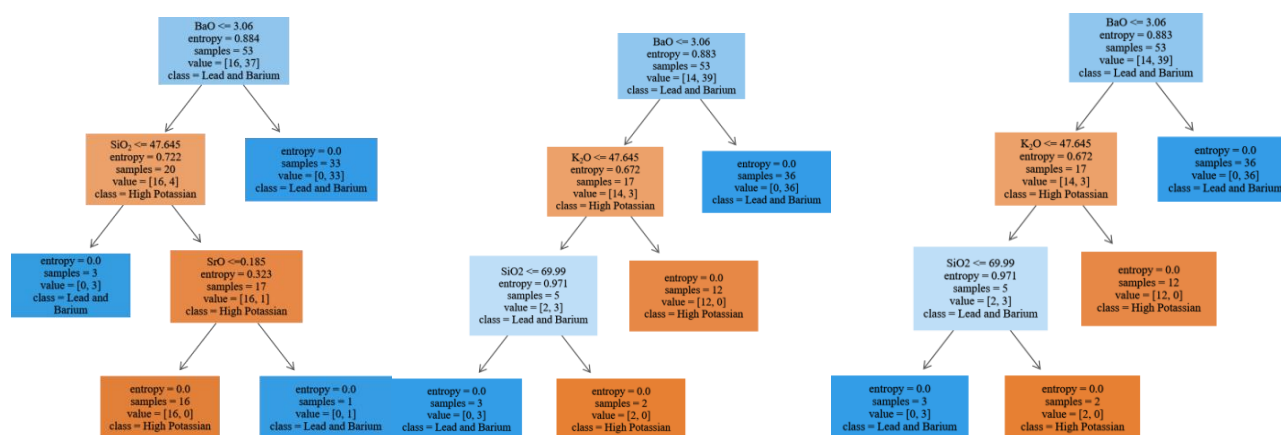 BaO <= 3.06
entropy = 0.884
samples = 53
value = [16, 37]
class = Lead and Barium
SiO₂ <= 47.645
entropy = 0.722
samples = 20
value = [16, 4]
class = High Potassian
entropy = 0.0
samples = 33
value = [0, 33]
class = Lead and Barium
entropy = 0.0
samples = 3
value = [0, 3]
class = Lead and
Barium
SrO <=0.185
entropy = 0.323
samples = 17
value = [16, 1]
class = High Potassian
entropy = 0.0
samples = 16
value = [16, 0]
class = High Potassian
entropy = 0.0
samples = 1
value = [0, 1]
class = Lead and Barium
BaO <= 3.06
entropy = 0.883
samples = 53
value = [14, 39]
class = Lead and Barium
K₂O <= 47.645
entropy = 0.672
samples = 17
value = [14, 3]
class = High Potassian
entropy = 0.0
samples = 36
value = [0, 36]
class = Lead and Barium
SiO2 <= 69.99
entropy = 0.971
samples = 5
value = [2, 3]
class = Lead and Barium
entropy = 0.0
samples = 12
value = [12, 0]
class = High Potassian
entropy = 0.0
samples = 3
value = [0, 3]
class = Lead and Barium
entropy = 0.0
samples = 2
value = [2, 0]
class = High Potassian
BaO <= 3.06
entropy = 0.883
samples = 53
value = [14, 39]
class = Lead and Barium
K₂O <= 47.645
entropy = 0.672
samples = 17
value = [14, 3]
class = High Potassian
entropy = 0.0
samples = 36
value = [0, 36]
class = Lead and Barium
SiO2 <= 69.99
entropy = 0.971
samples = 5
value = [2, 3]
class = Lead and Barium
entropy = 0.0
samples = 12
value = [12, 0]
class = High Potassian
entropy = 0.0
samples = 3
value = [0, 3]
class = Lead and Barium
entropy = 0.0
samples = 2
value = [2, 0]
class = High Potassian